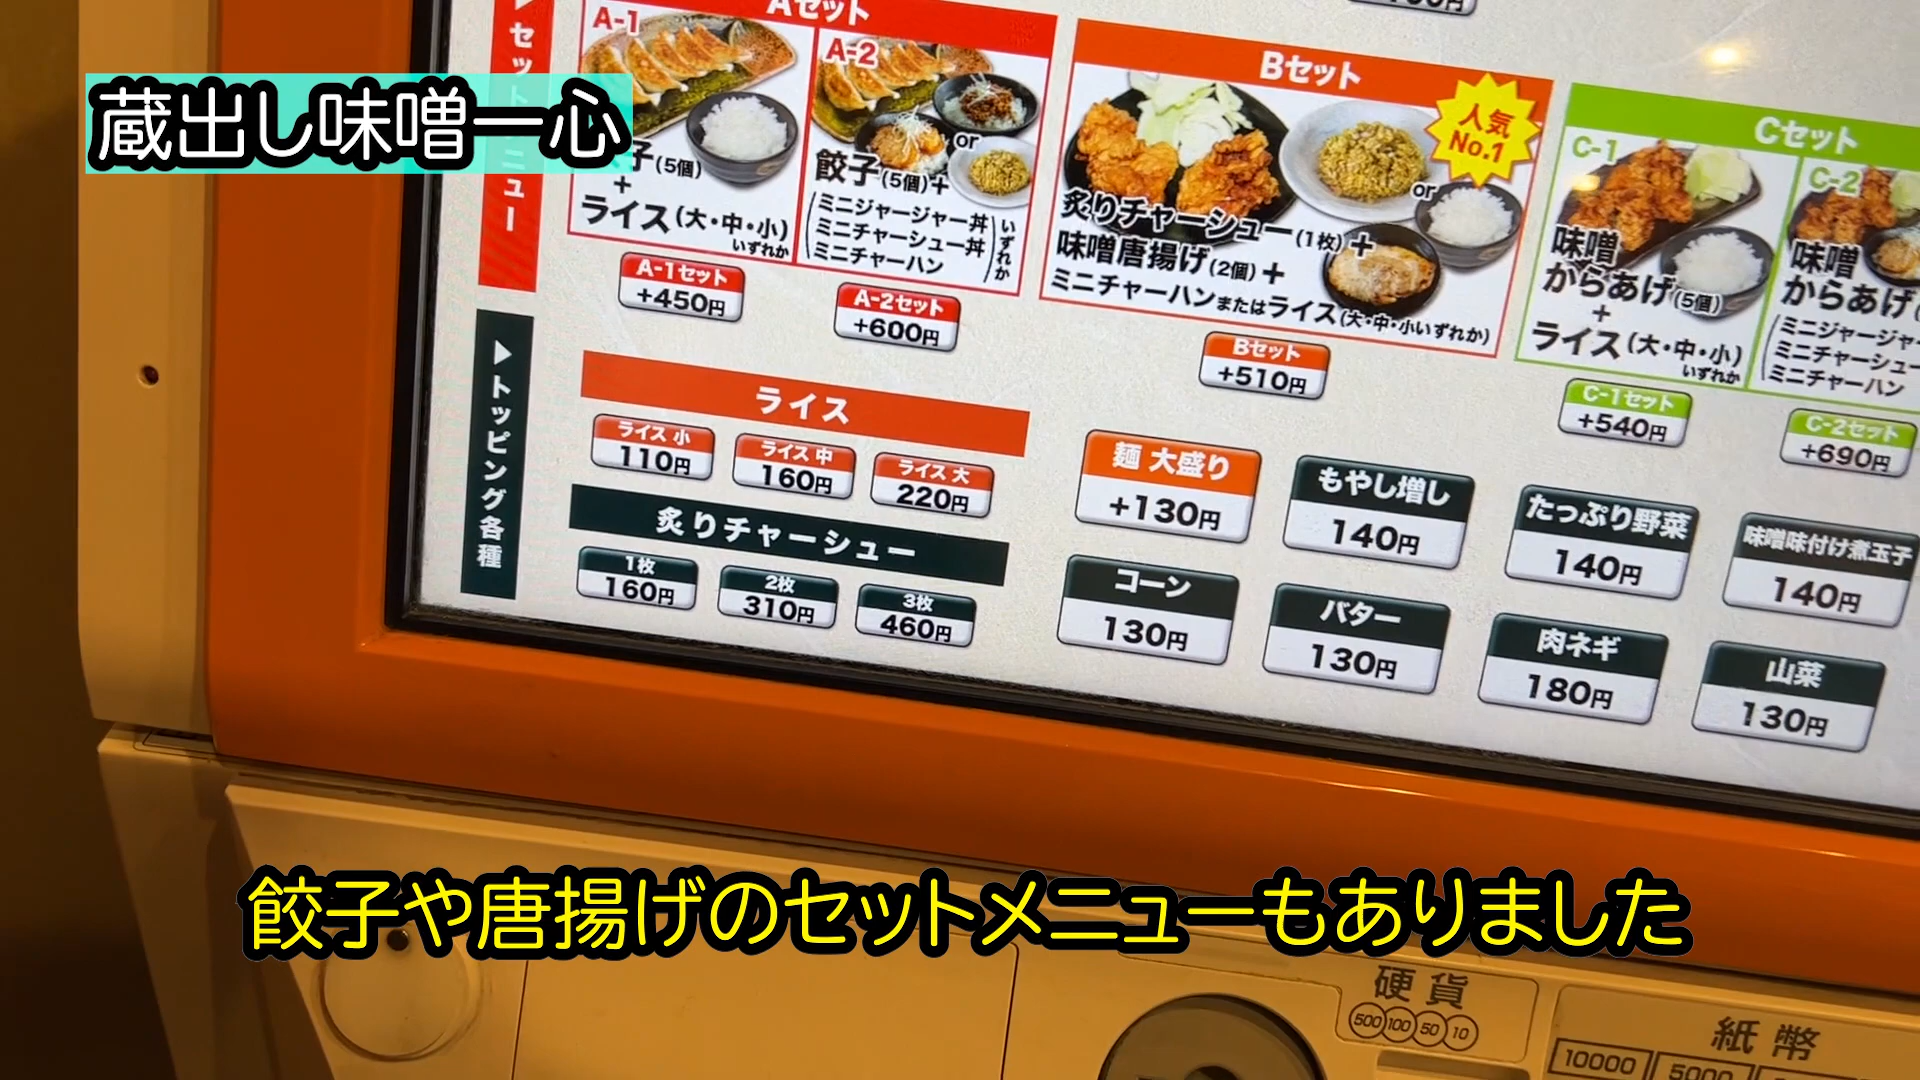 蔵出し味噌一心
Aセット
A-1
(5個)
+
ライス(大・中・小)
いずれか
A-1セット
+450円
A-2
or
餃子(5個)+
ミニジャージャー丼
ミニチャーシュー丼
ミニチャーハン
いずれか
A-2セット
+600円
Bセット
人気
No.1
or
炙りチャーシュー(1枚)+
味噌唐揚げ(2個)+
ミニチャーハンまたはライス(大・中・小いずれか)
Bセット
+510円
Cセット
C-1
味噌
からあげ(5個)
+
ライス(大・中・小)
いずれか
C-1セット
+540円
C-2
味噌
からあげ
ミニジャージャー
ミニチャーシュー
ミニチャーハン
C-2セット
+690円
▶トッピング各種
ライス
ライス 小
110円
ライス 中
160円
ライス 大
220円
炙りチャーシュー
1枚
160円
2枚
310円
3枚
460円
麺 大盛り
+130円
もやし増し
140円
たっぷり野菜
140円
味噌味付け煮玉子
140円
コーン
130円
バター
130円
肉ネギ
180円
山菜
130円
餃子や唐揚げのセットメニューもありました
硬貨
500 100 50 10
紙幣
10000 5000